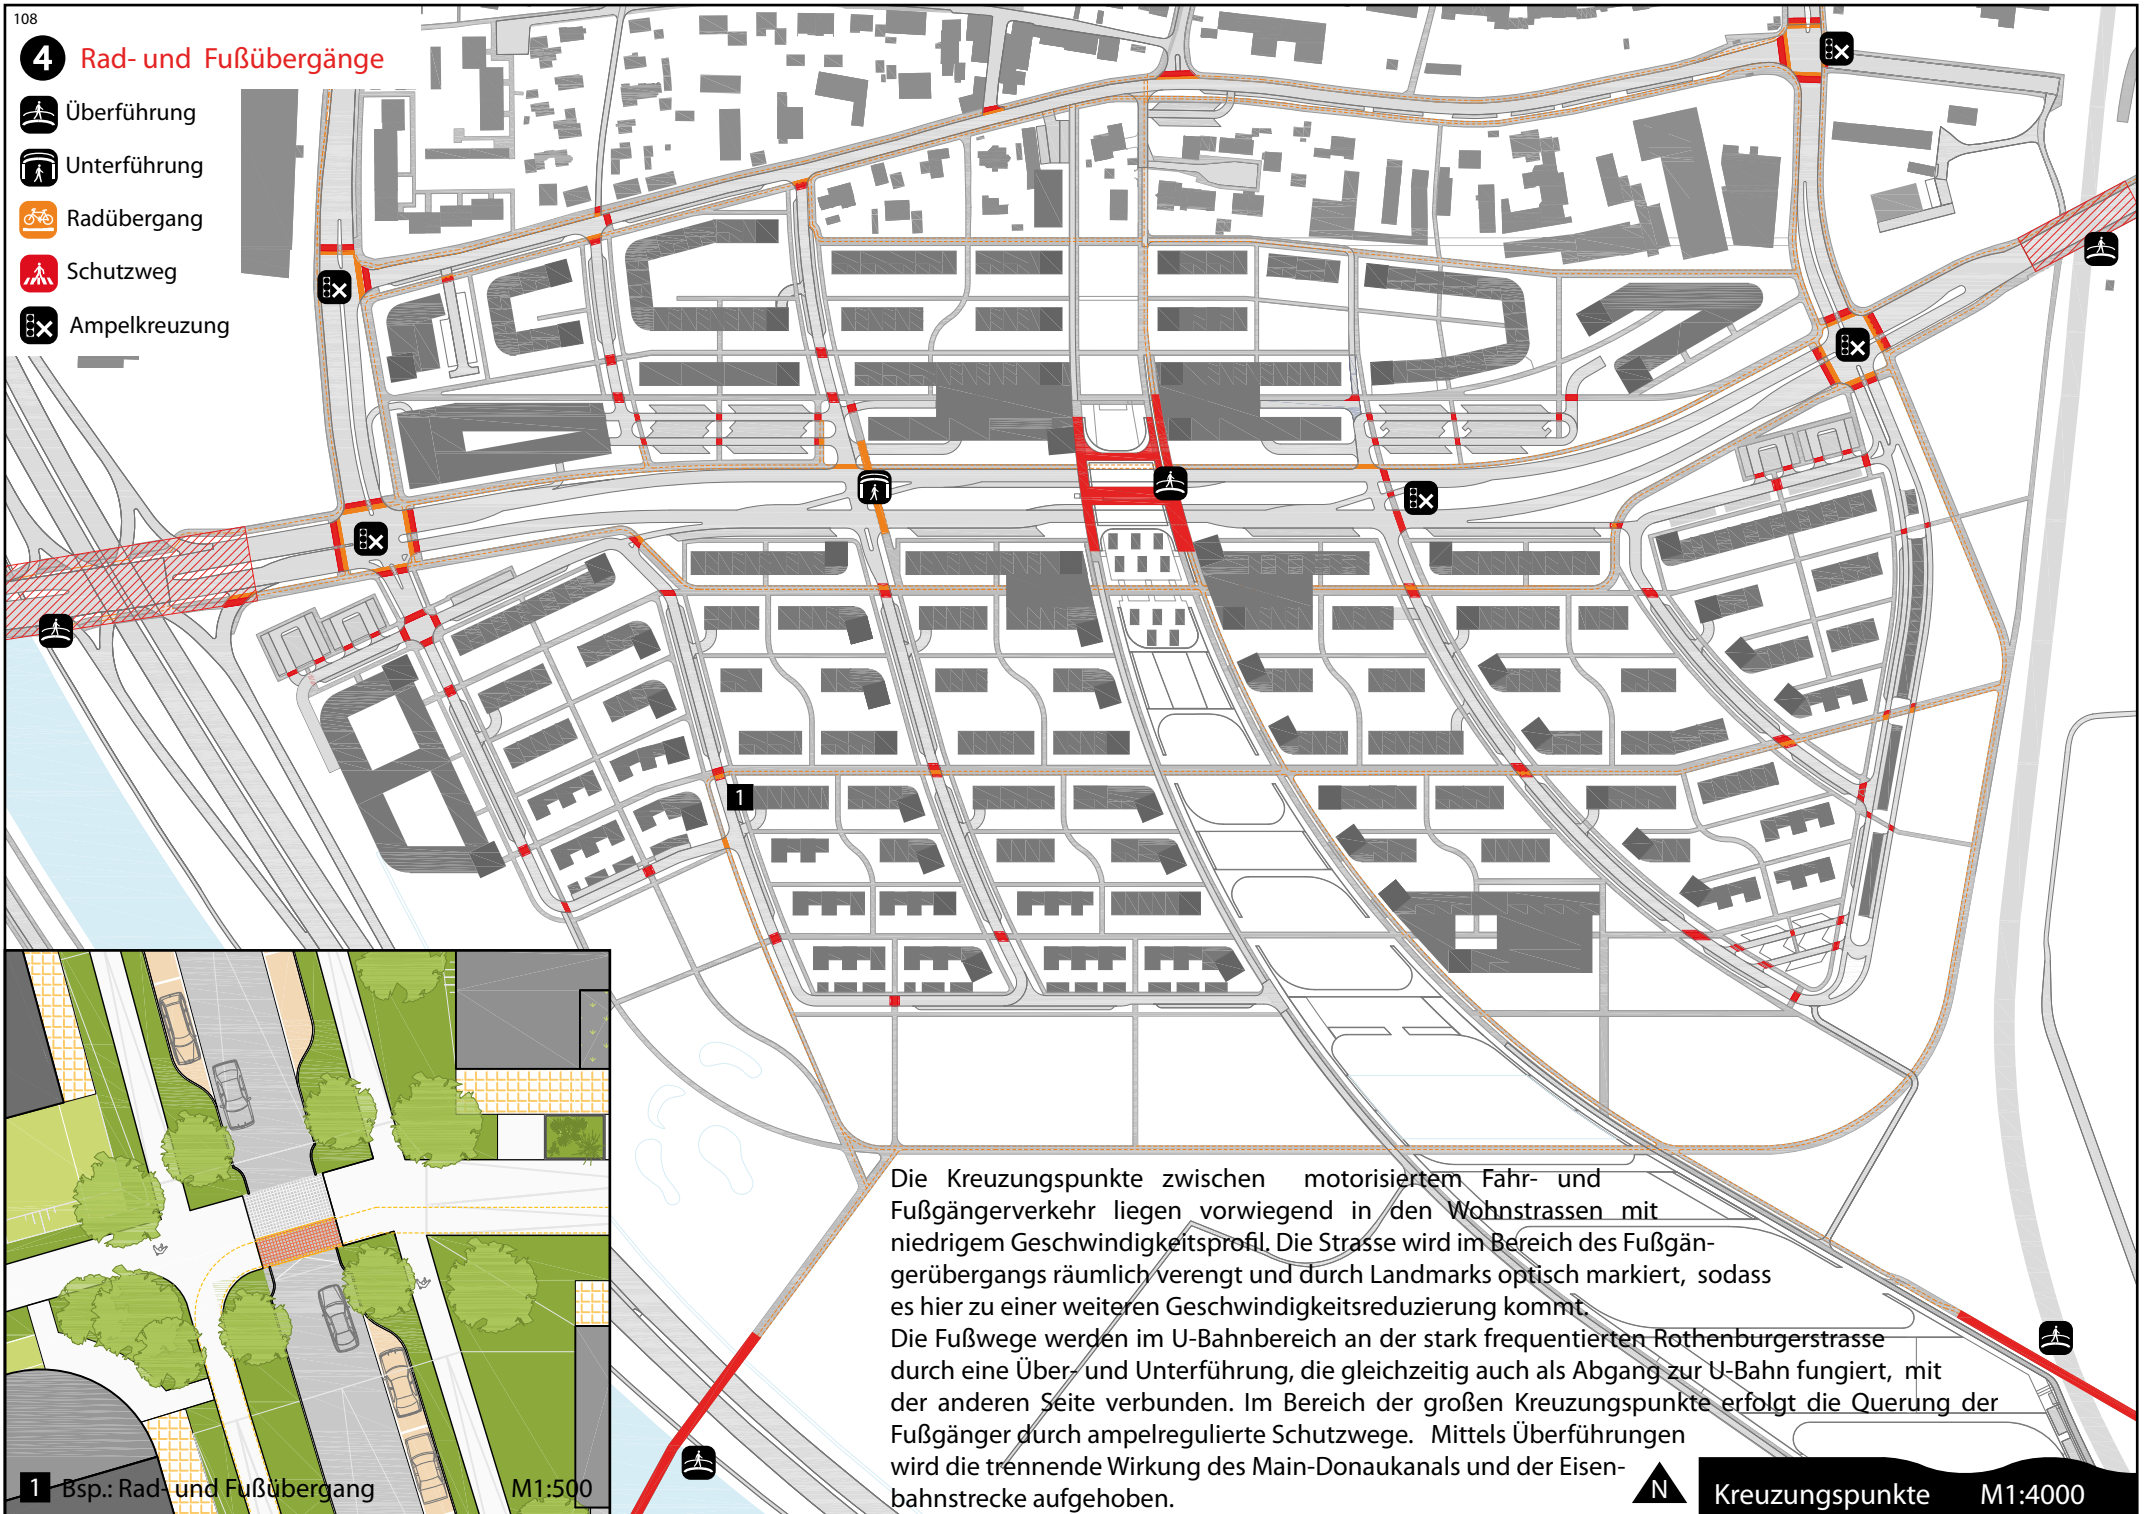 108
4 Rad- und Fußübergänge
Überführung
Unterführung
Radübergang
Schutzweg
Ampelkreuzung
1
Die Kreuzungspunkte zwischen motorisiertem Fahr- und
Fußgängerverkehr liegen vorwiegend in den Wohnstrassen mit
niedrigem Geschwindigkeitsprofil. Die Strasse wird im Bereich des Fußgän-
gerübergangs räumlich verengt und durch Landmarks optisch markiert, sodass
es hier zu einer weiteren Geschwindigkeitsreduzierung kommt.
Die Fußwege werden im U-Bahnbereich an der stark frequentierten Rothenburgerstrasse
durch eine Über- und Unterführung, die gleichzeitig auch als Abgang zur U-Bahn fungiert, mit
der anderen Seite verbunden. Im Bereich der großen Kreuzungspunkte erfolgt die Querung der
Fußgänger durch ampelregulierte Schutzwege. Mittels Überführungen
wird die trennende Wirkung des Main-Donaukanals und der Eisen-
bahnstrecke aufgehoben.
1 Bsp.: Rad- und Fußübergang M1:500
N Kreuzungspunkte M1:4000